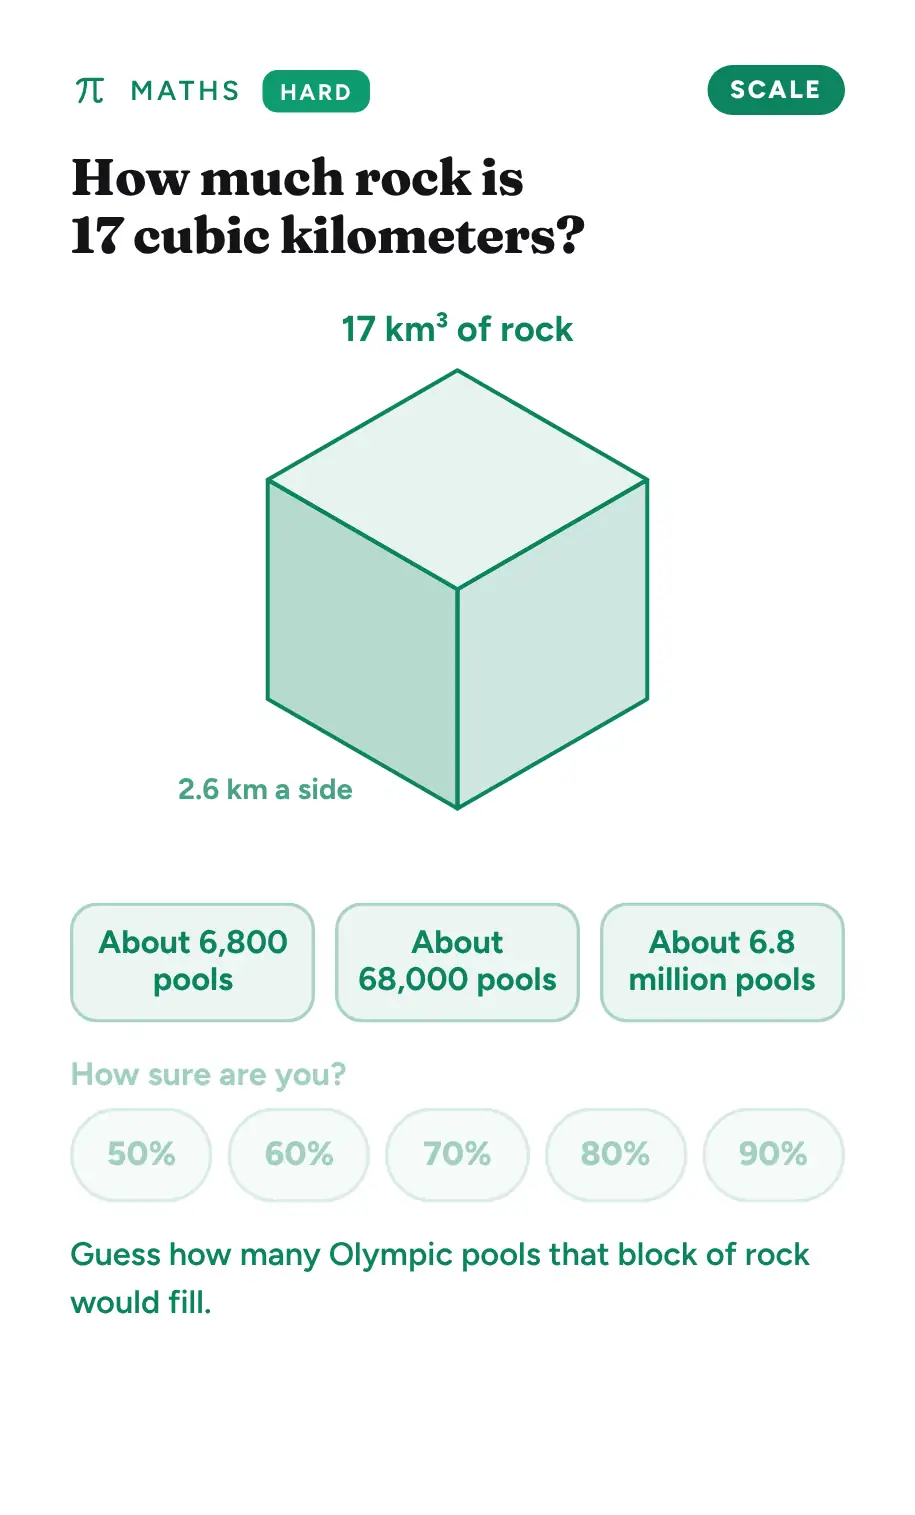 π MATHS HARD SCALE
How much rock is
17 cubic kilometers?
17 km³ of rock
2.6 km a side
About 6,800
pools
About
68,000 pools
About 6.8
million pools
How sure are you?
50% 60% 70% 80% 90%
Guess how many Olympic pools that block of rock
would fill.